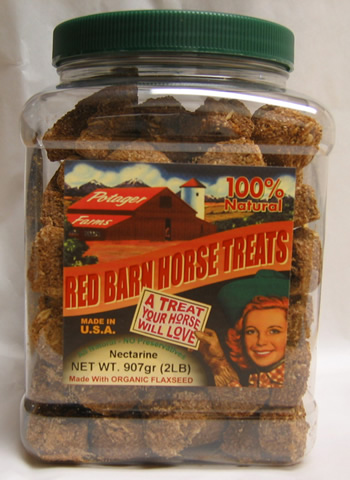 Potager
Farms
100%
Natural
RED BARN HORSE TREATS
MADE IN
U.S.A.
A TREAT
YOUR HORSE
WILL LOVE
Nectarine
NET WT. 907gr (2LB)
Made With ORGANIC FLAXSEED